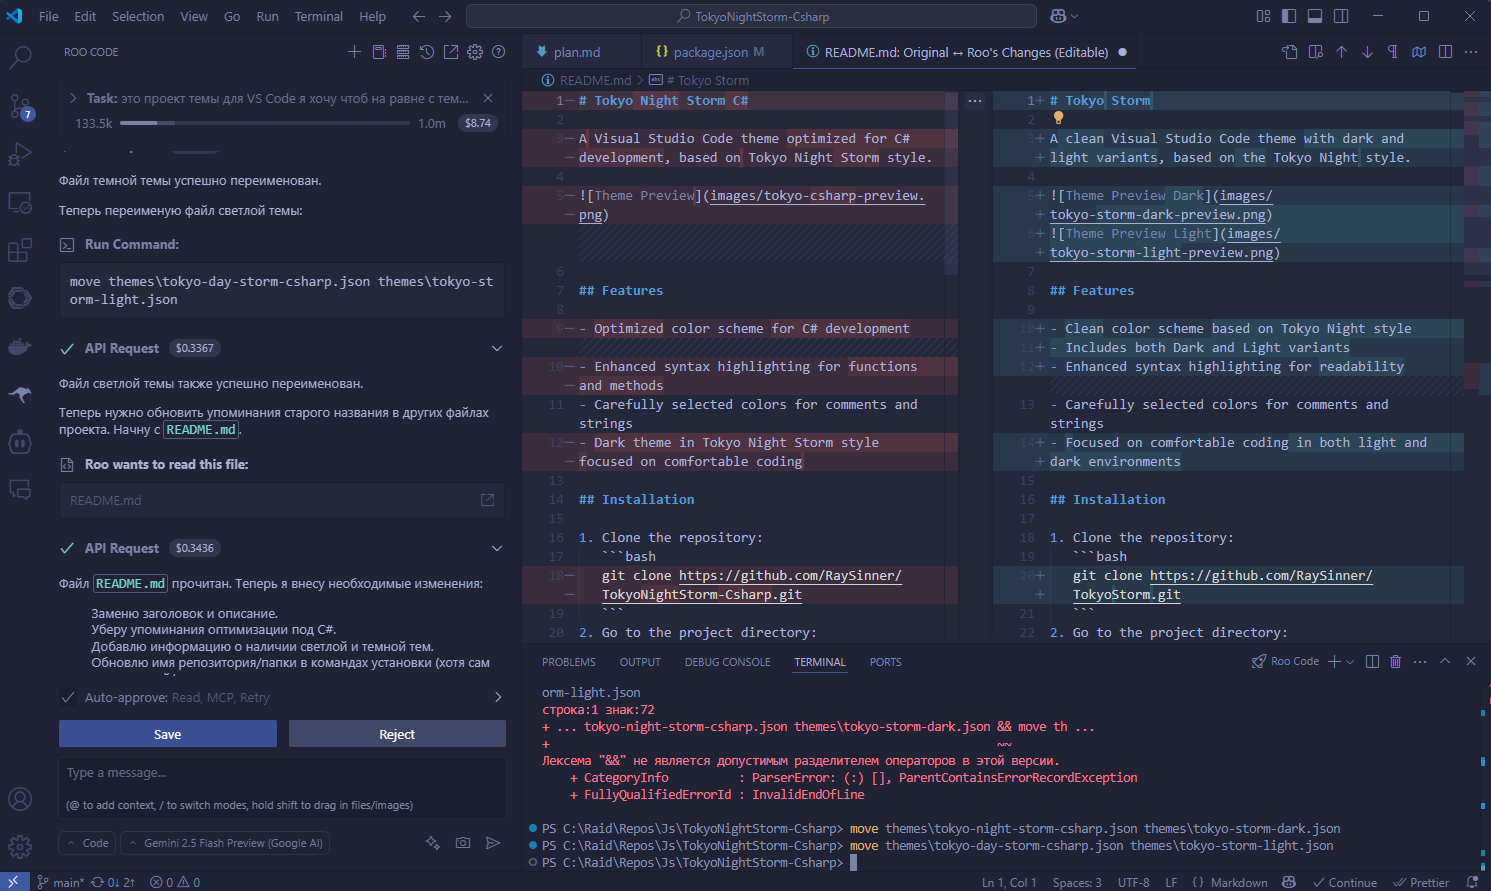 File Edit Selection View Go Run Terminal Help
TokyoNightStorm-Csharp
ROO CODE
Task: это проект темы для VS Code я хочу чтоб на равне с тем...
133.5k 1.0m $8.74
Файл темной темы успешно переименован.
Теперь переименую файл светлой темы:
Run Command:
move themes\tokyo-day-storm-csharp.json themes\tokyo-st
orm-light.json
API Request $0.3367
Файл светлой темы также успешно переименован.
Теперь нужно обновить упоминания старого названия в других файлах
проекта. Начну с README.md.
Roo wants to read this file:
README.md
API Request $0.3436
Файл README.md прочитан. Теперь я внесу необходимые изменения:
Заменю заголовок и описание.
Уберу упоминания оптимизации под C#.
Добавлю информацию о наличии светлой и темной тем.
Обновлю имя репозитория/папки в командах установки (хотя сам
Auto-approve: Read, MCP, Retry
Save Reject
Type a message...
(@ to add context, / to switch modes, hold shift to drag in files/images)
Code Gemini 2.5 Flash Preview (Google AI)
7
plan.md package.json M README.md: Original ↔ Roo's Changes (Editable)
README.md > # Tokyo Storm
1 — # Tokyo Night Storm C#
2
3 — A Visual Studio Code theme optimized for C#
— development, based on Tokyo Night Storm style.
4
5 — ![Theme Preview](images/tokyo-csharp-preview.
— png)
6
7 ## Features
8
9 — - Optimized color scheme for C# development
10 — - Enhanced syntax highlighting for functions
— and methods
11 - Carefully selected colors for comments and
strings
12 — - Dark theme in Tokyo Night Storm style
— focused on comfortable coding
13
14 ## Installation
15
16 1. Clone the repository:
17 ```bash
18 — git clone https://github.com/RaySinner/
— TokyoNightStorm-Csharp.git
19 ```
20 2. Go to the project directory:
1 + # Tokyo Storm
2
3 + A clean Visual Studio Code theme with dark and
+ light variants, based on the Tokyo Night style.
4
5 + ![Theme Preview Dark](images/
+ tokyo-storm-dark-preview.png)
6 + ![Theme Preview Light](images/
+ tokyo-storm-light-preview.png)
7
8 ## Features
9
10 + - Clean color scheme based on Tokyo Night style
11 + - Includes both Dark and Light variants
12 + - Enhanced syntax highlighting for readability
13 - Carefully selected colors for comments and
strings
14 + - Focused on comfortable coding in both light and
+ dark environments
15
16 ## Installation
17
18 1. Clone the repository:
19 ```bash
20 + git clone https://github.com/RaySinner/
+ TokyoStorm.git
21 ```
22 2. Go to the project directory:
PROBLEMS OUTPUT DEBUG CONSOLE TERMINAL PORTS Roo Code
orm-light.json
строка:1 знак:72
+ ... tokyo-night-storm-csharp.json themes\tokyo-storm-dark.json && move th ...
+ ~~
Лексема "&&" не является допустимым разделителем операторов в этой версии.
+ CategoryInfo : ParserError: (:) [], ParentContainsErrorRecordException
+ FullyQualifiedErrorId : InvalidEndOfLine
PS C:\Raid\Repos\Js\TokyoNightStorm-Csharp> move themes\tokyo-night-storm-csharp.json themes\tokyo-storm-dark.json
PS C:\Raid\Repos\Js\TokyoNightStorm-Csharp> move themes\tokyo-day-storm-csharp.json themes\tokyo-storm-light.json
PS C:\Raid\Repos\Js\TokyoNightStorm-Csharp>
main* 0↓ 2↑ 0 0 Ln 1, Col 1 Spaces: 3 UTF-8 LF {} Markdown Continue Prettier